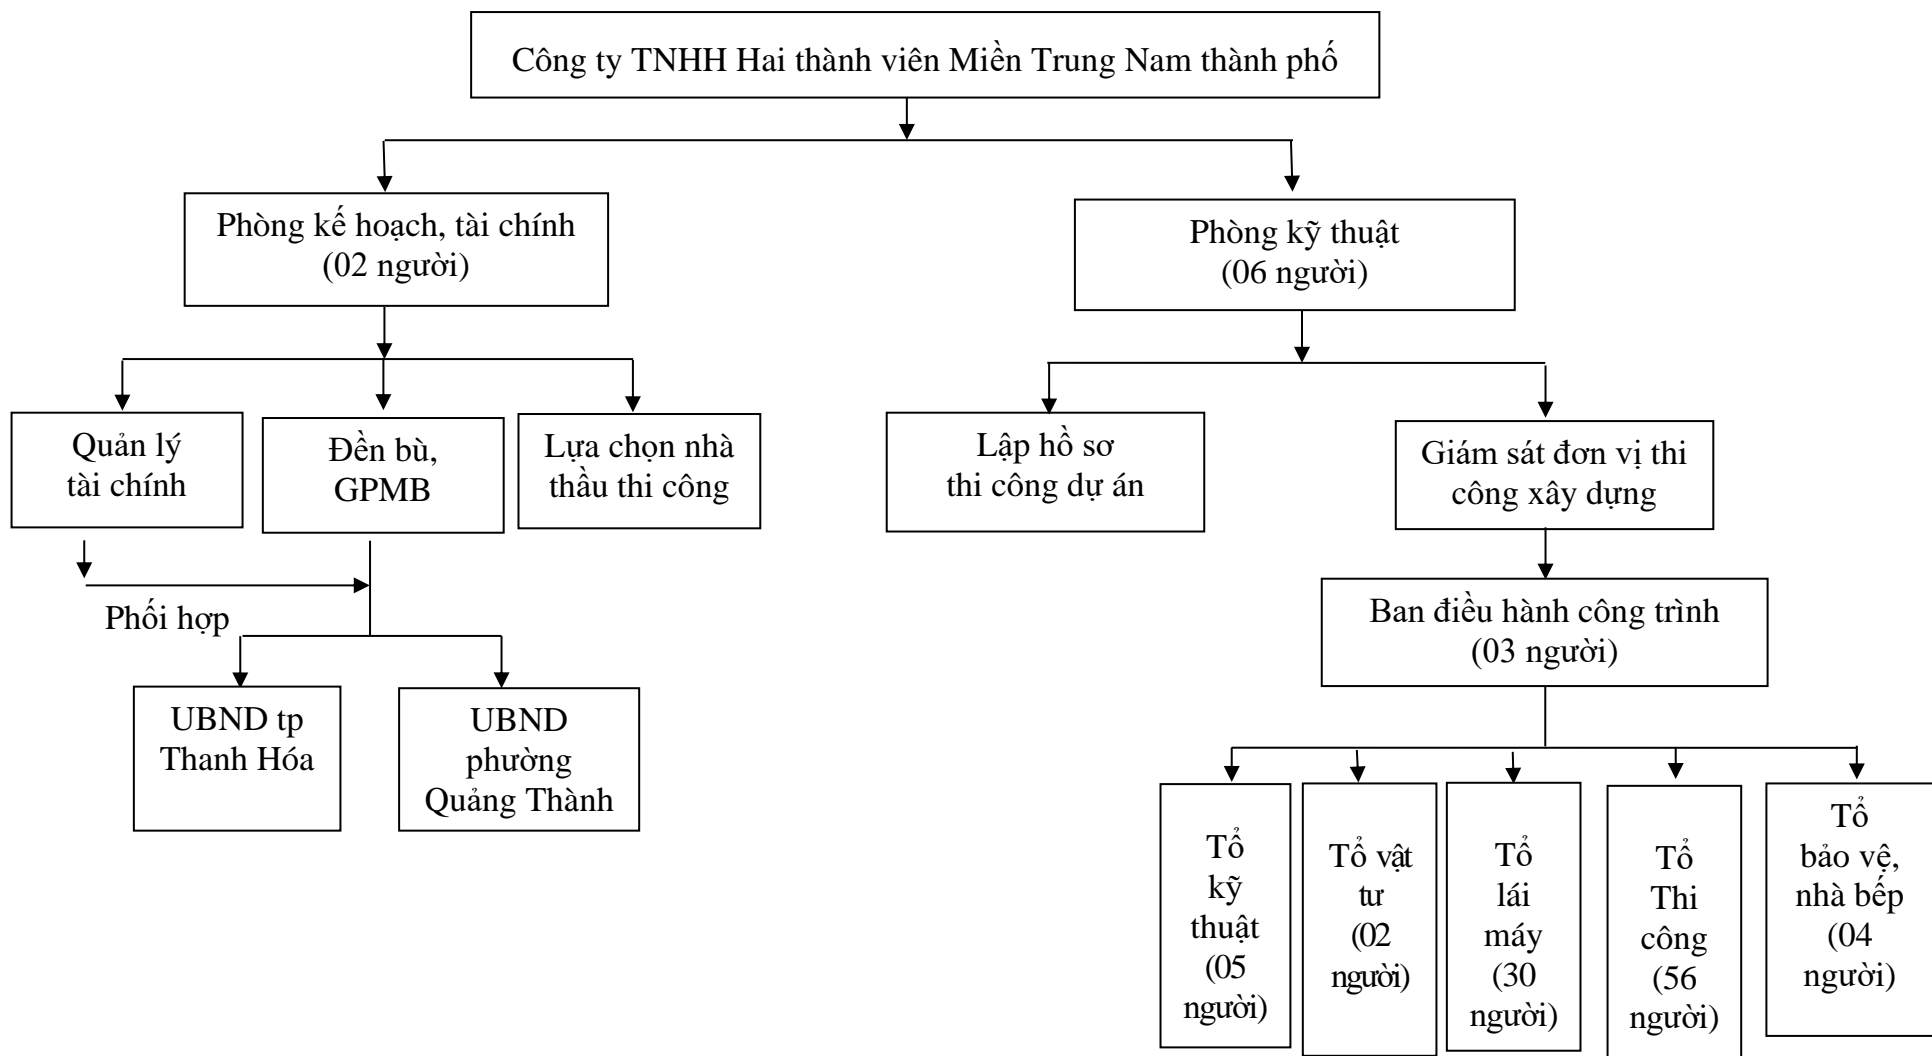 Công ty TNHH Hai thành viên Miền Trung Nam thành phố
Phòng kế hoạch, tài chính
(02 người)
Phòng kỹ thuật
(06 người)
Quản lý
tài chính
Đền bù,
GPMB
Lựa chọn nhà
thầu thi công
Lập hồ sơ
thi công dự án
Giám sát đơn vị thi
công xây dựng
Phối hợp
Ban điều hành công trình
(03 người)
UBND tp
Thanh Hóa
UBND
phường
Quảng Thành
Tổ
kỹ
thuật
(05
người)
Tổ vật
tư
(02
người)
Tổ
lái
máy
(30
người)
Tổ
Thi
công
(56
người)
Tổ
bảo vệ,
nhà bếp
(04
người)